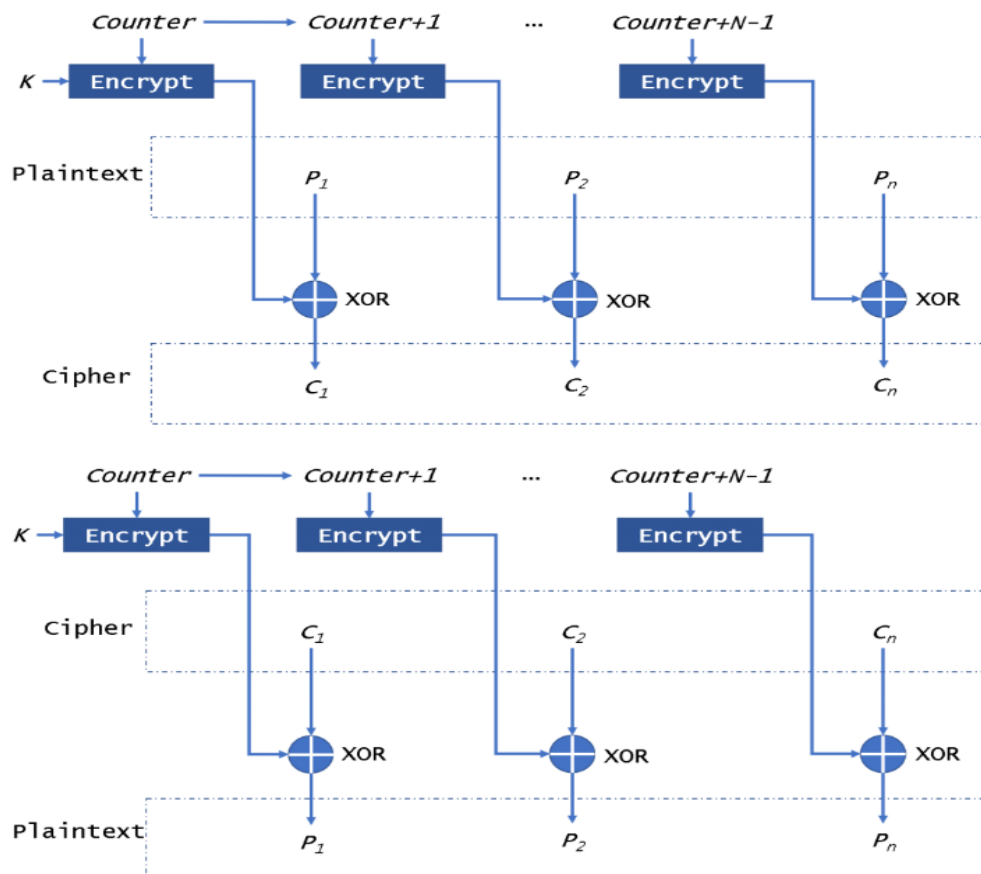 Counter Counter+1 ... Counter+N-1
K Encrypt Encrypt Encrypt
Plaintext P1 P2 Pn
XOR XOR XOR
Cipher C1 C2 Cn
Counter Counter+1 ... Counter+N-1
K Encrypt Encrypt Encrypt
Cipher C1 C2 Cn
XOR XOR XOR
Plaintext P1 P2 Pn